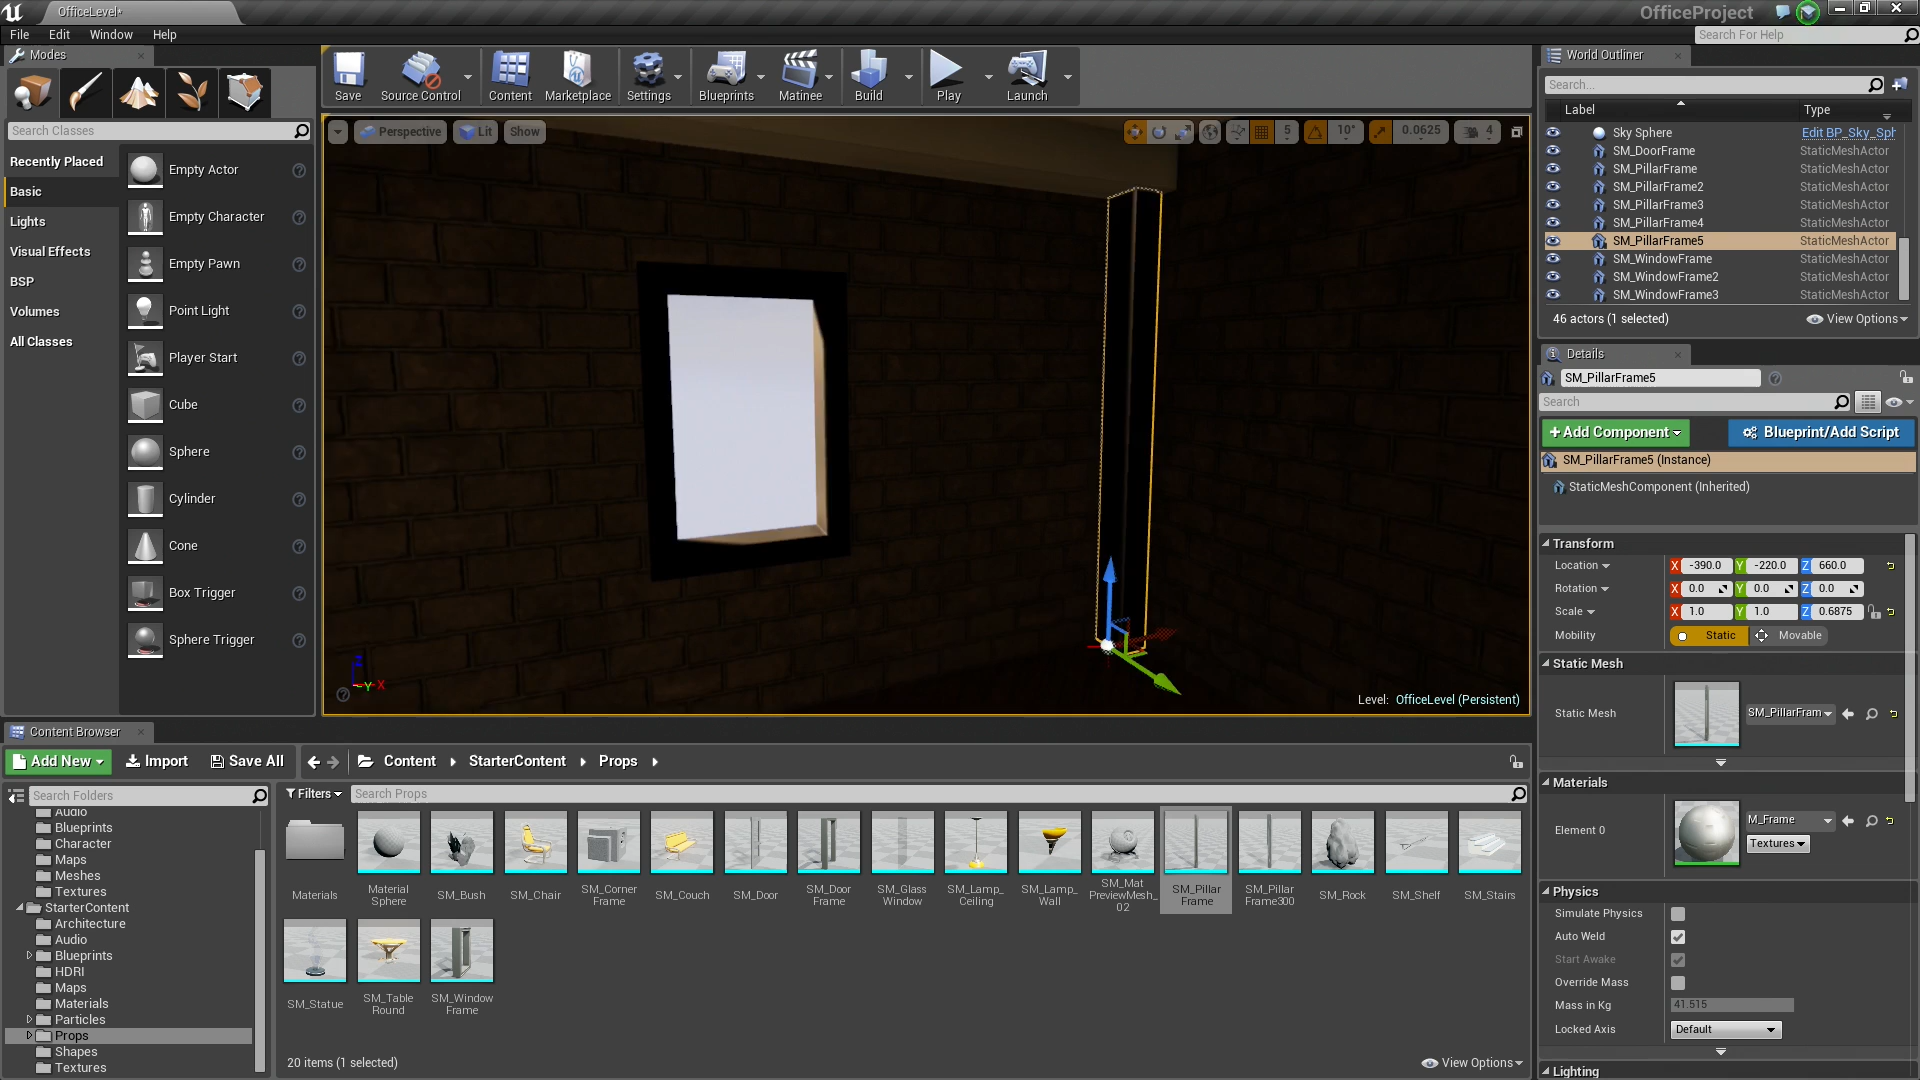 OfficeLevel*
OfficeProject
File Edit Window Help
Search For Help
Modes
Search Classes
Recently Placed
Basic
Lights
Visual Effects
BSP
Volumes
All Classes
Empty Actor
Empty Character
Empty Pawn
Point Light
Player Start
Cube
Sphere
Cylinder
Cone
Box Trigger
Sphere Trigger
Save Source Control Content Marketplace Settings Blueprints Matinee Build Play Launch
Perspective Lit Show
5 10° 0.0625 4
Z
Y X
Level: OfficeLevel (Persistent)
World Outliner
Search...
Label Type
Sky Sphere Edit BP_Sky_Sph
SM_DoorFrame StaticMeshActor
SM_PillarFrame StaticMeshActor
SM_PillarFrame2 StaticMeshActor
SM_PillarFrame3 StaticMeshActor
SM_PillarFrame4 StaticMeshActor
SM_PillarFrame5 StaticMeshActor
SM_WindowFrame StaticMeshActor
SM_WindowFrame2 StaticMeshActor
SM_WindowFrame3 StaticMeshActor
46 actors (1 selected) View Options
Details
SM_PillarFrame5
Search
+Add Component Blueprint/Add Script
SM_PillarFrame5 (Instance)
StaticMeshComponent (Inherited)
Transform
Location X -390.0 Y -220.0 Z 660.0
Rotation X 0.0 Y 0.0 Z 0.0
Scale X 1.0 Y 1.0 Z 0.6875
Mobility Static Movable
Static Mesh
Static Mesh SM_PillarFram
Materials
Element 0 M_Frame
Textures
Physics
Simulate Physics
Auto Weld
Start Awake
Override Mass
Mass in Kg 41.515
Locked Axis Default
Lighting
Content Browser
Add New Import Save All Content StarterContent Props
Search Folders
Audio
Blueprints
Character
Maps
Meshes
Textures
StarterContent
Architecture
Audio
Blueprints
HDRI
Maps
Materials
Particles
Props
Shapes
Textures
Filters Search Props
Materials
Material Sphere
SM_Bush
SM_Chair
SM_Corner Frame
SM_Couch
SM_Door
SM_Door Frame
SM_Glass Window
SM_Lamp_ Ceiling
SM_Lamp_ Wall
SM_Mat PreviewMesh_ 02
SM_Pillar Frame
SM_Pillar Frame300
SM_Rock
SM_Shelf
SM_Stairs
SM_Statue
SM_Table Round
SM_Window Frame
20 items (1 selected) View Options